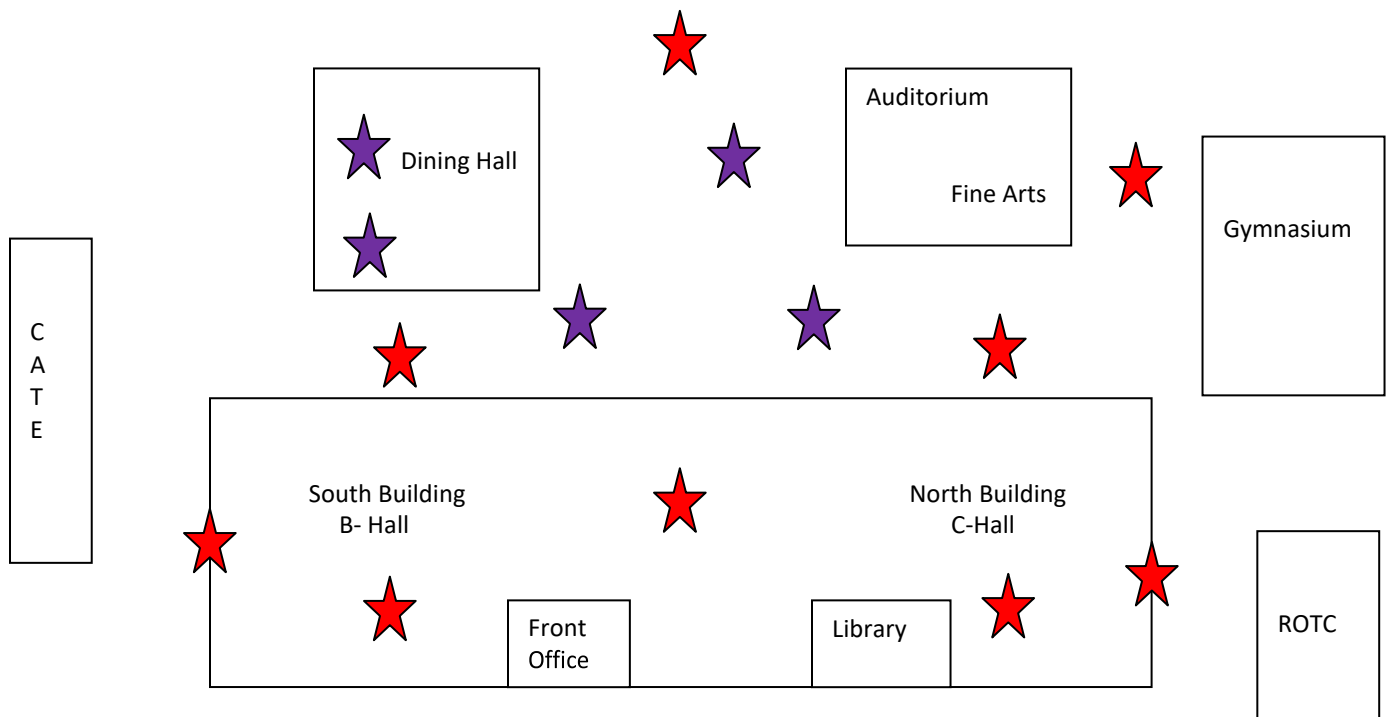 Auditorium
Dining Hall
Fine Arts
Gymnasium
C
A
T
E
South Building
B- Hall
North Building
C-Hall
Front
Office
Library
ROTC